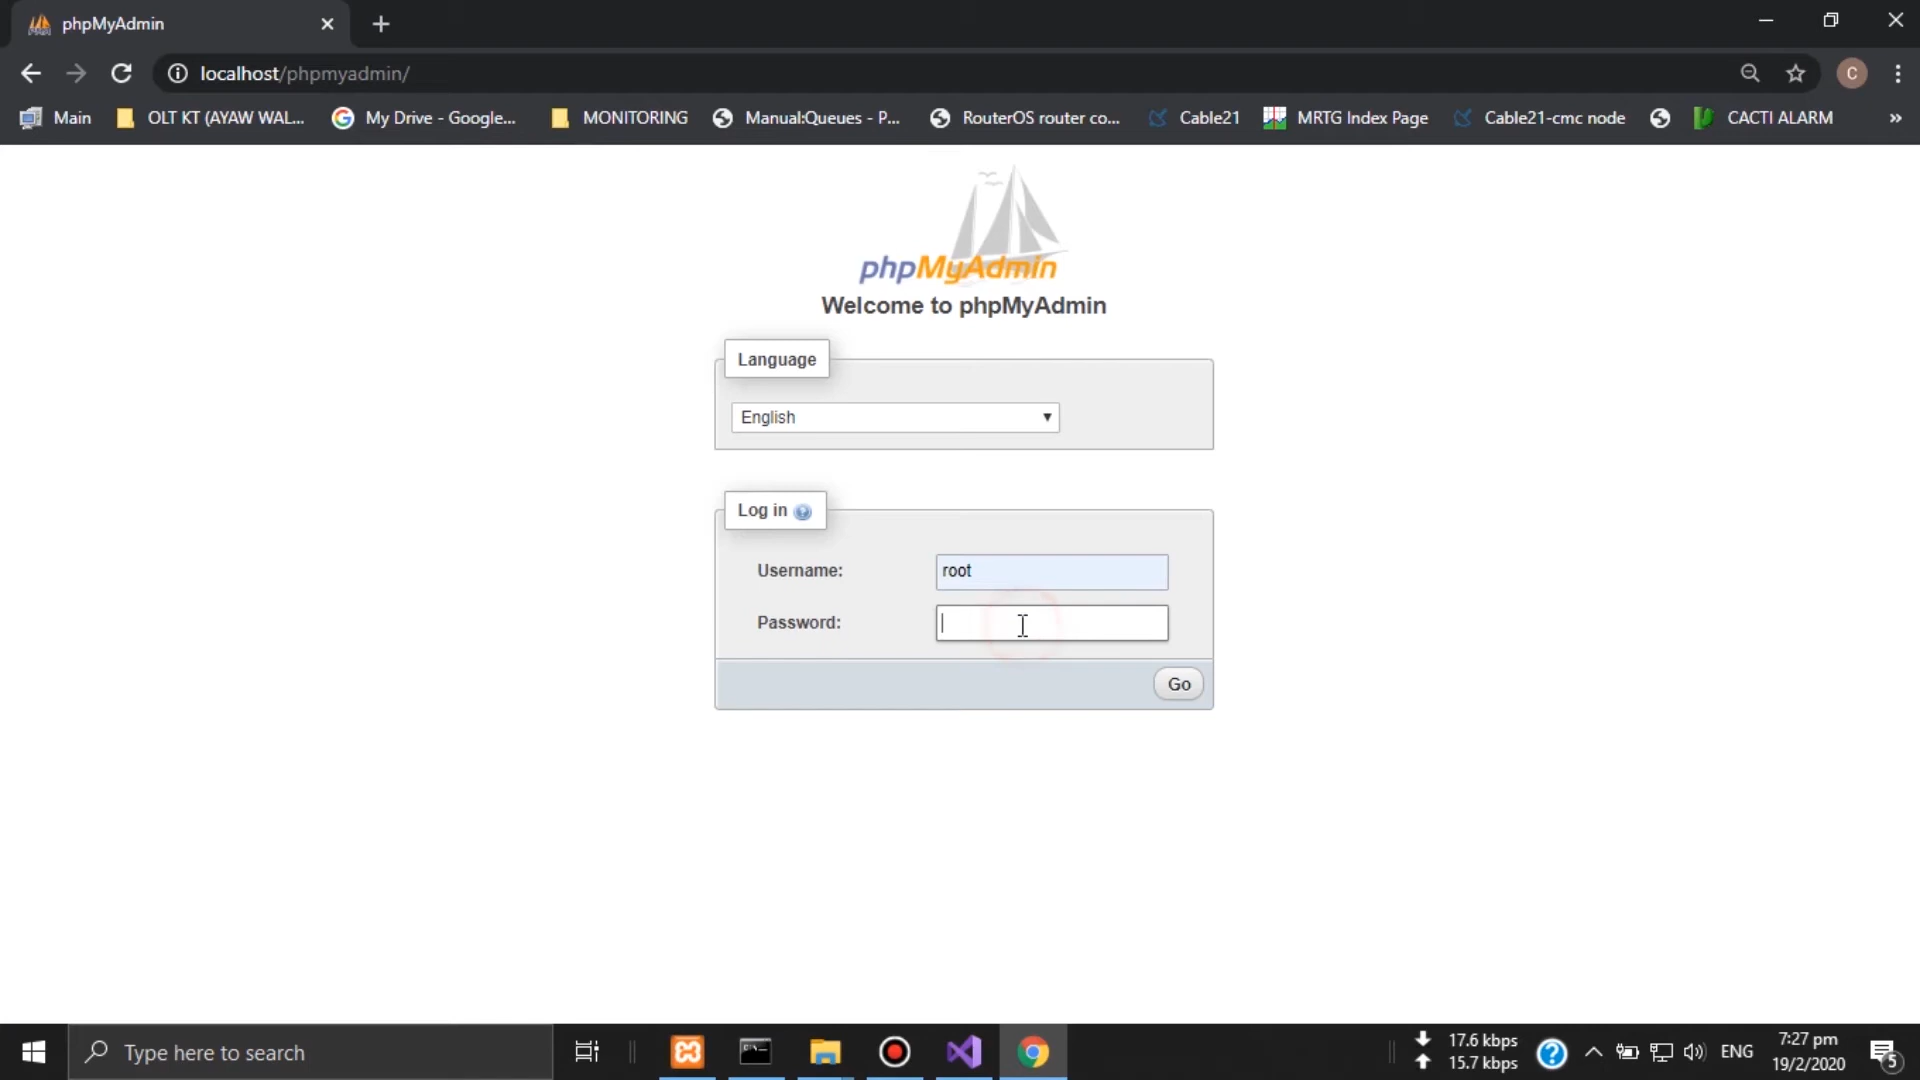 phpMyAdmin
localhost/phpmyadmin/
C
Main
OLT KT (AYAW WAL...
My Drive - Google...
MONITORING
Manual:Queues - P...
RouterOS router co...
Cable21
MRTG Index Page
Cable21-cmc node
CACTI ALARM
»
phpMyAdmin
Welcome to phpMyAdmin
Language
English
Log in
Username:
root
Password:
Go
Type here to search
17.6 kbps
15.7 kbps
ENG
7:27 pm
19/2/2020
5